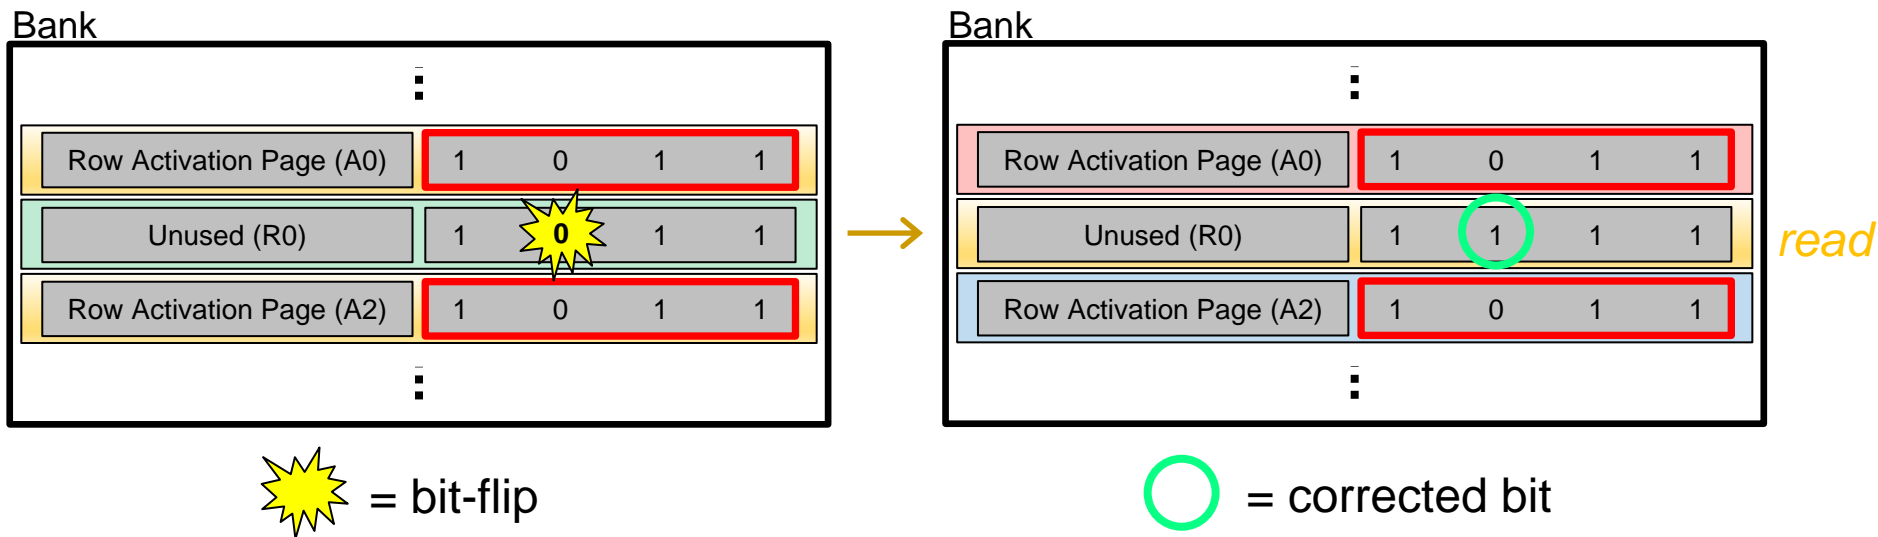 Bank
Row Activation Page (A0) 1 0 1 1
Unused (R0) 1 0 1 1
Row Activation Page (A2) 1 0 1 1
= bit-flip
Bank
Row Activation Page (A0) 1 0 1 1
Unused (R0) 1 1 1 1
Row Activation Page (A2) 1 0 1 1
read
= corrected bit